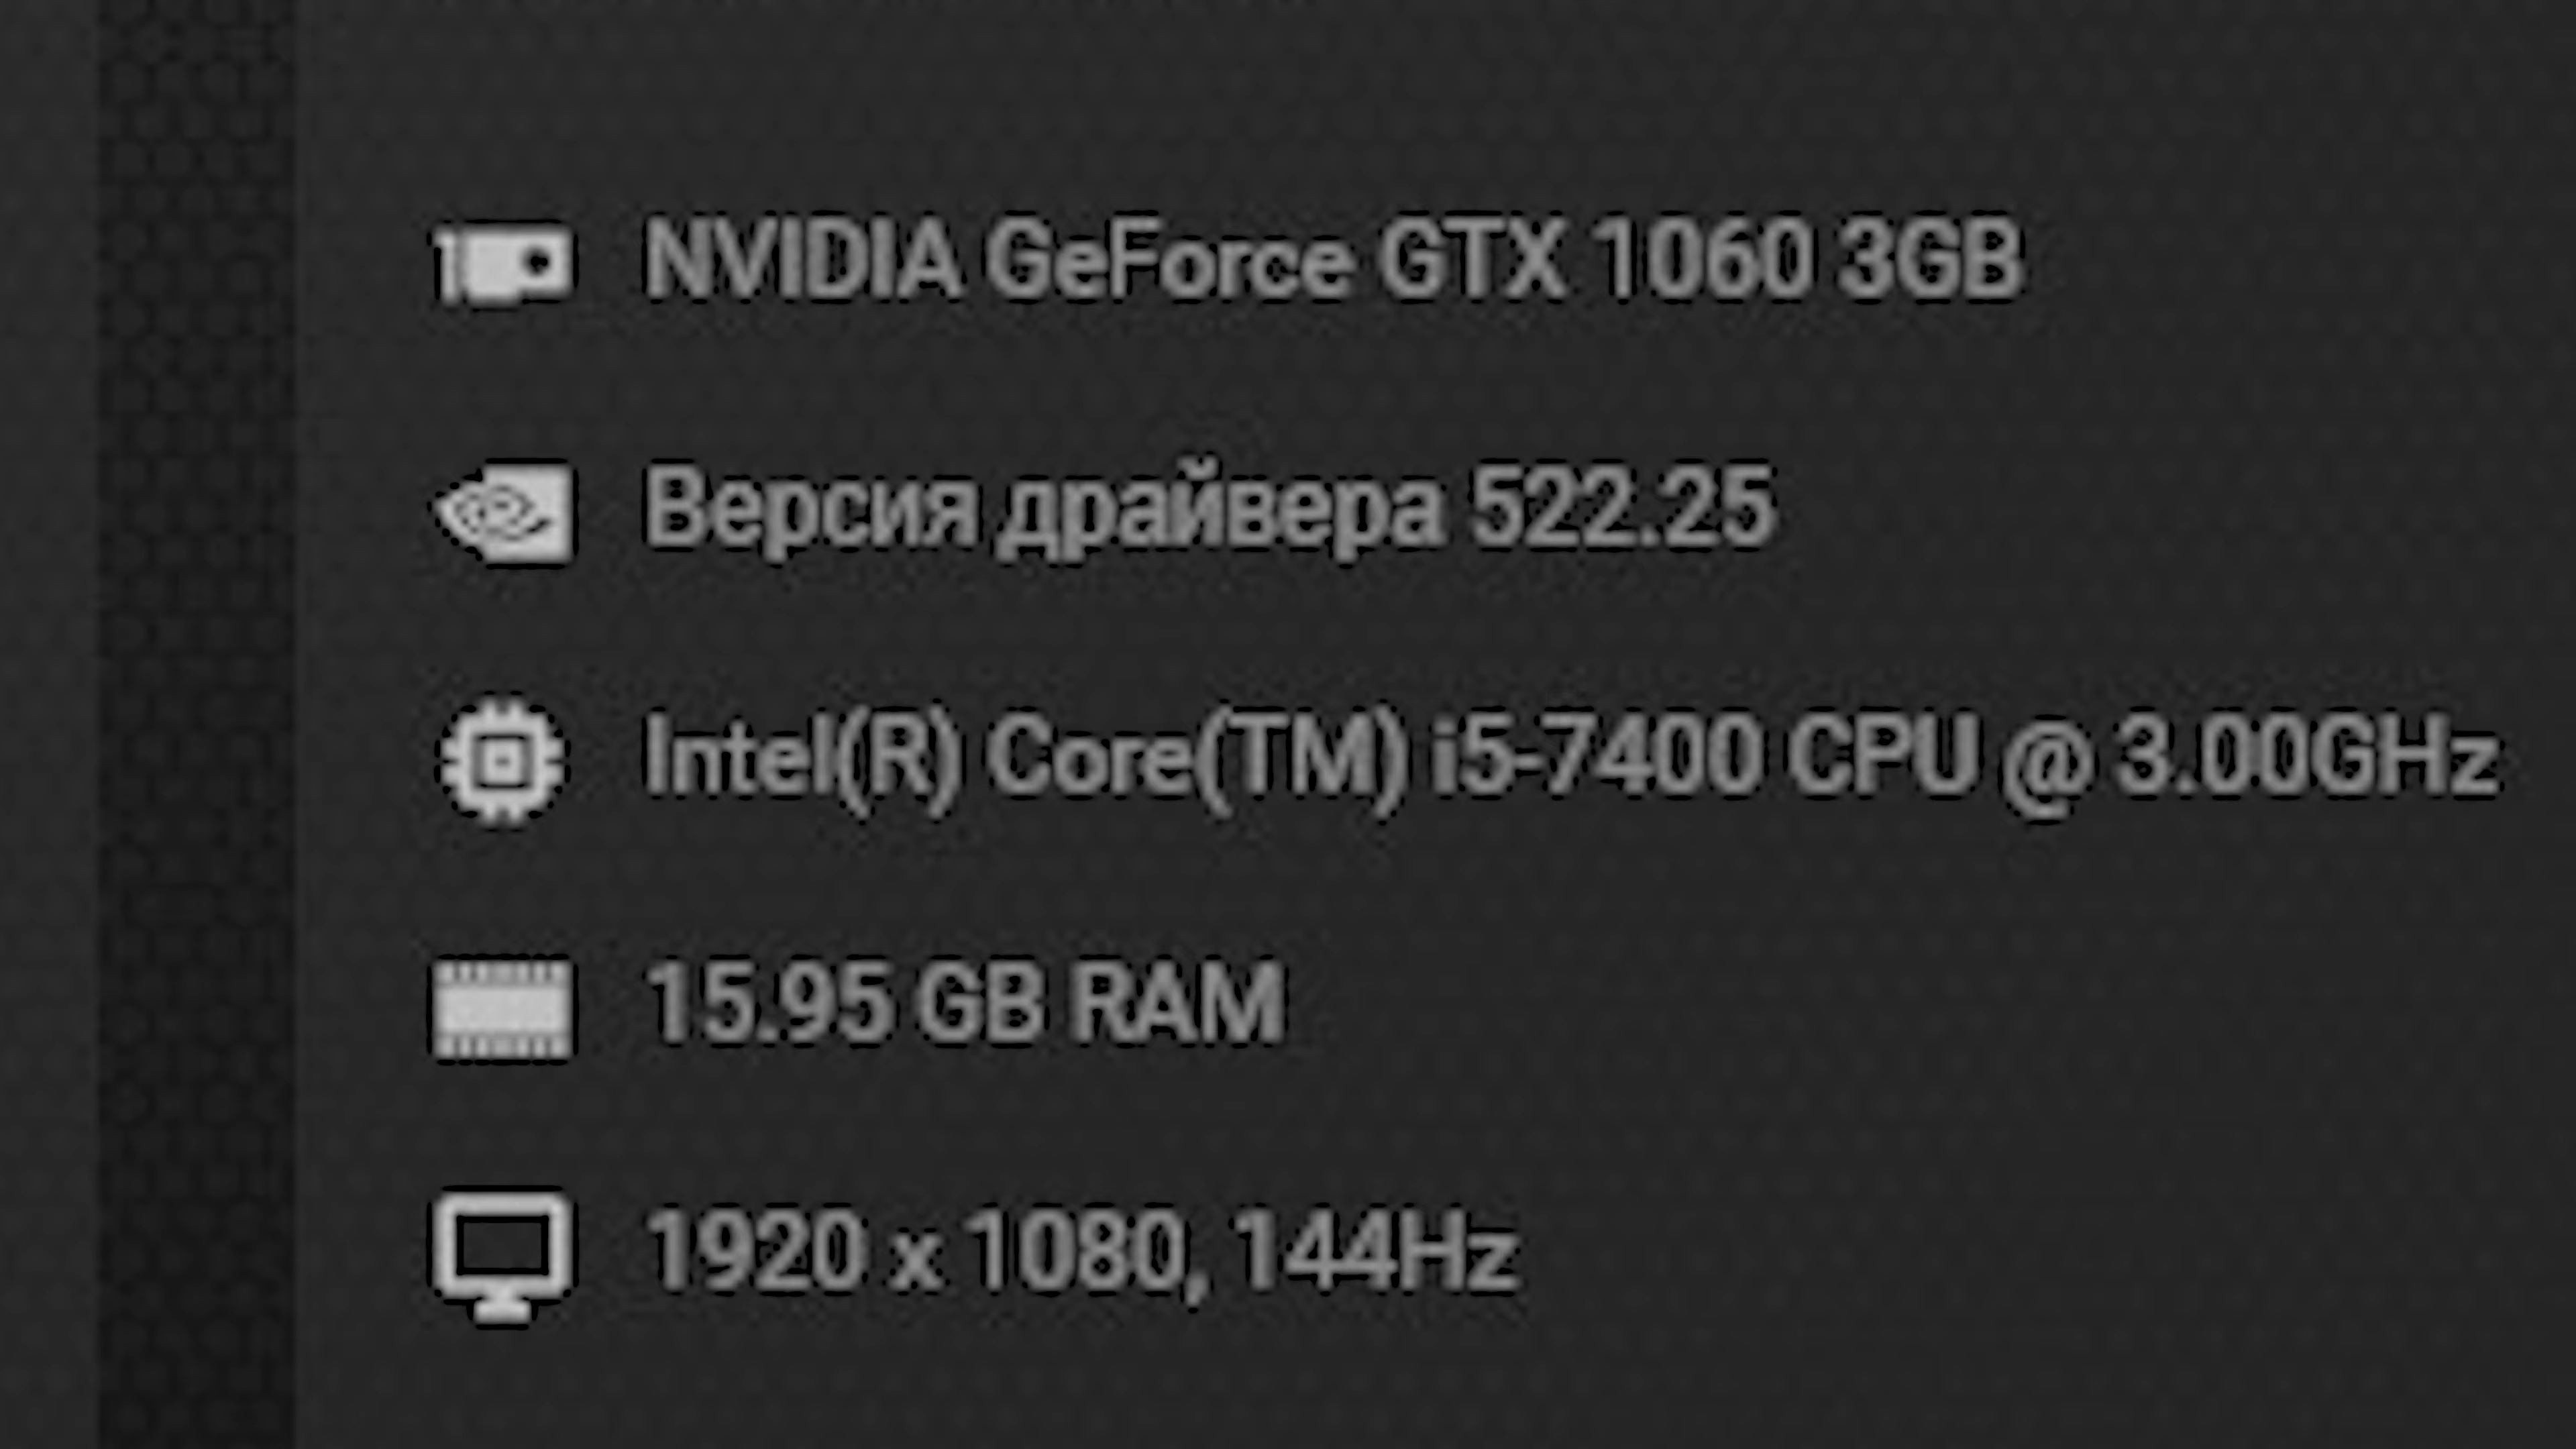 NVIDIA GeForce GTX 1060 3GB
Версия драйвера 522.25
Intel(R) Core(TM) i5-7400 CPU @ 3.00GHz
15.95 GB RAM
1920 x 1080, 144Hz